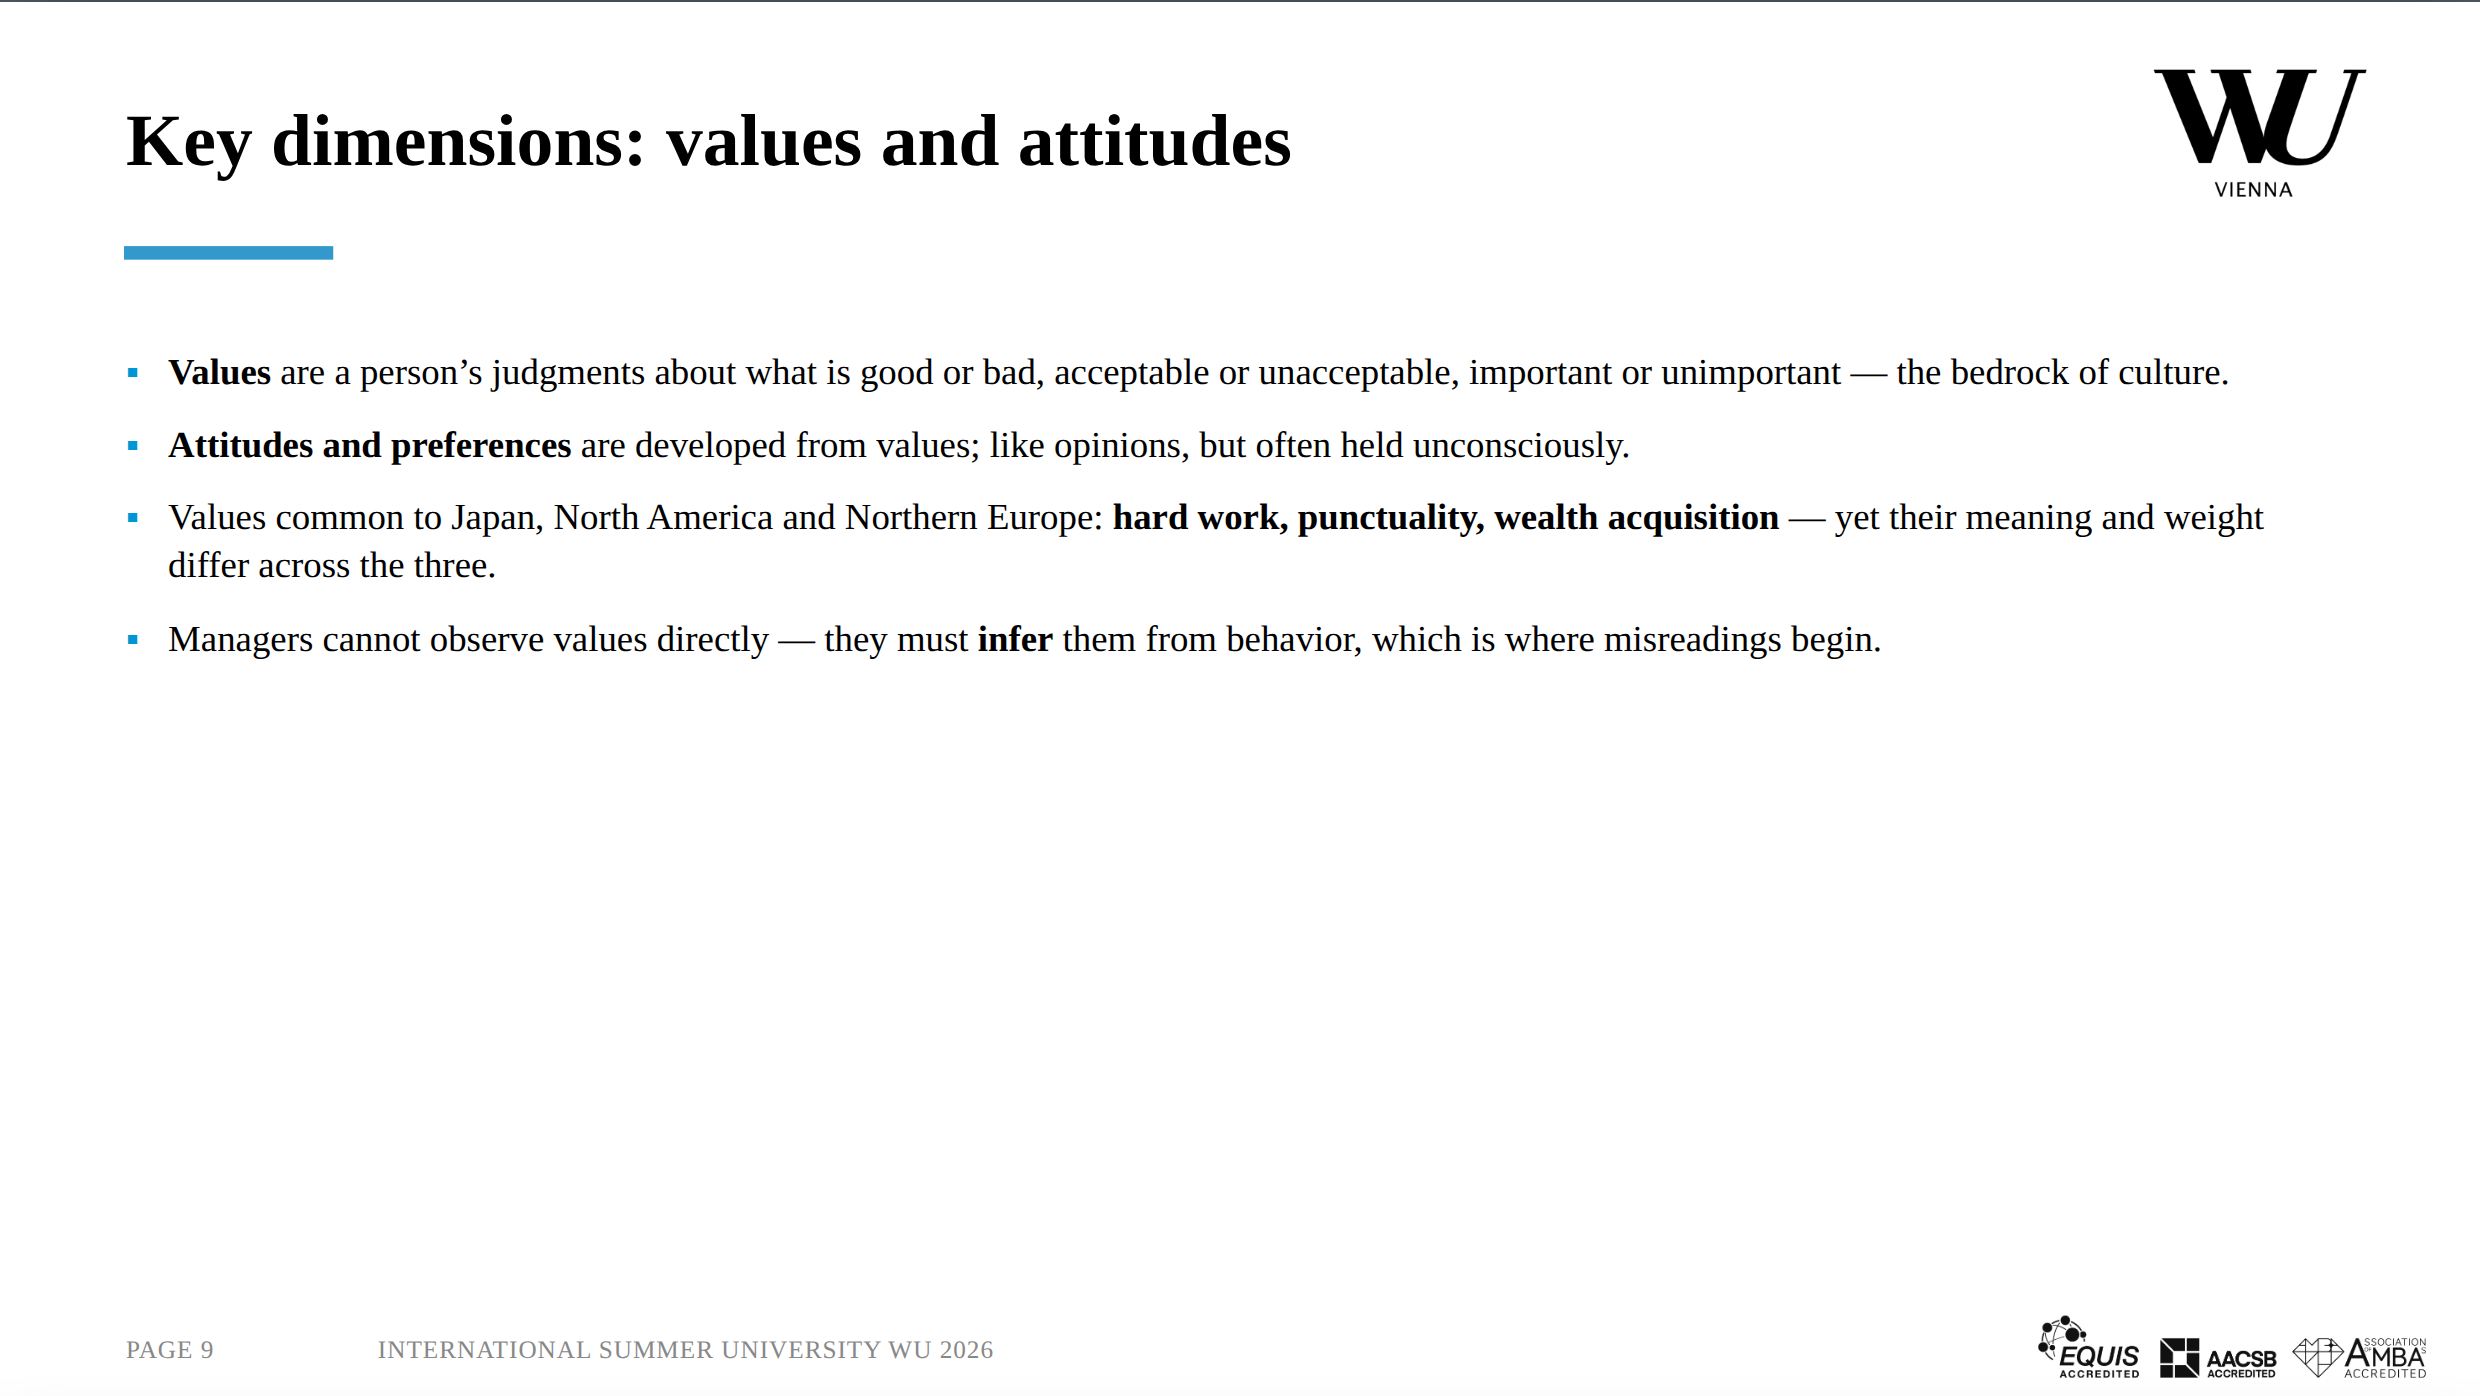 Key dimensions: values and attitudes
WU
VIENNA
▪ Values are a person’s judgments about what is good or bad, acceptable or unacceptable, important or unimportant — the bedrock of culture.
▪ Attitudes and preferences are developed from values; like opinions, but often held unconsciously.
▪ Values common to Japan, North America and Northern Europe: hard work, punctuality, wealth acquisition — yet their meaning and weight
differ across the three.
▪ Managers cannot observe values directly — they must infer them from behavior, which is where misreadings begin.
PAGE 9
INTERNATIONAL SUMMER UNIVERSITY WU 2026
EQUIS
ACCREDITED
AACSB
ACCREDITED
ASSOCIATION
OF
AMBAS
ACCREDITED